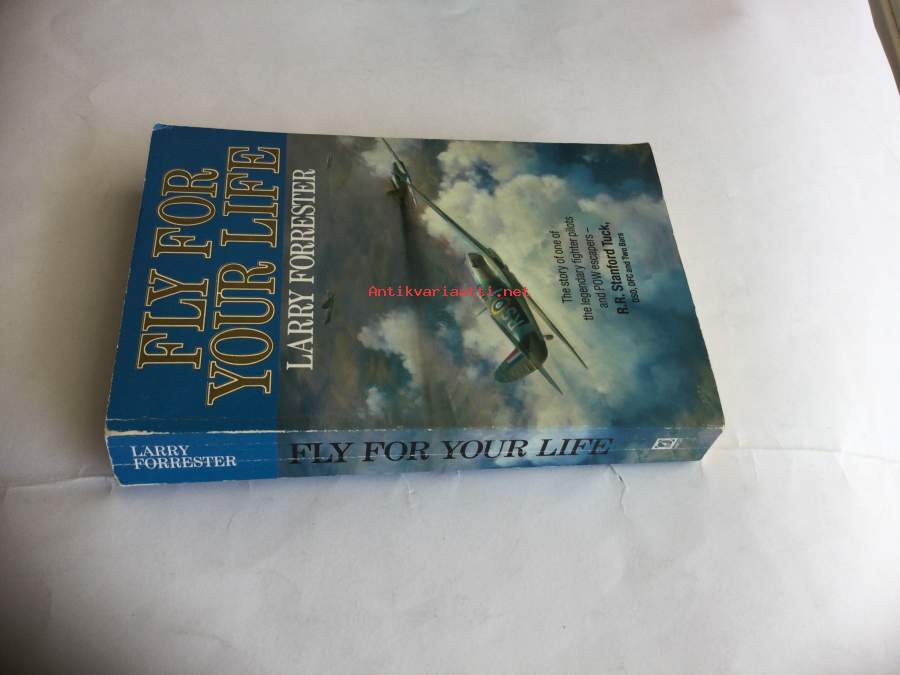 FLY FOR
YOUR LIFE
LARRY FORRESTER
The story of one of
the legendary fighter pilots
and POW escapers –
R.R. Stanford Tuck,
DSO, DFC and Two Bars
LARRY
FORRESTER
FLY FOR YOUR LIFE
Antikvariaatti.net